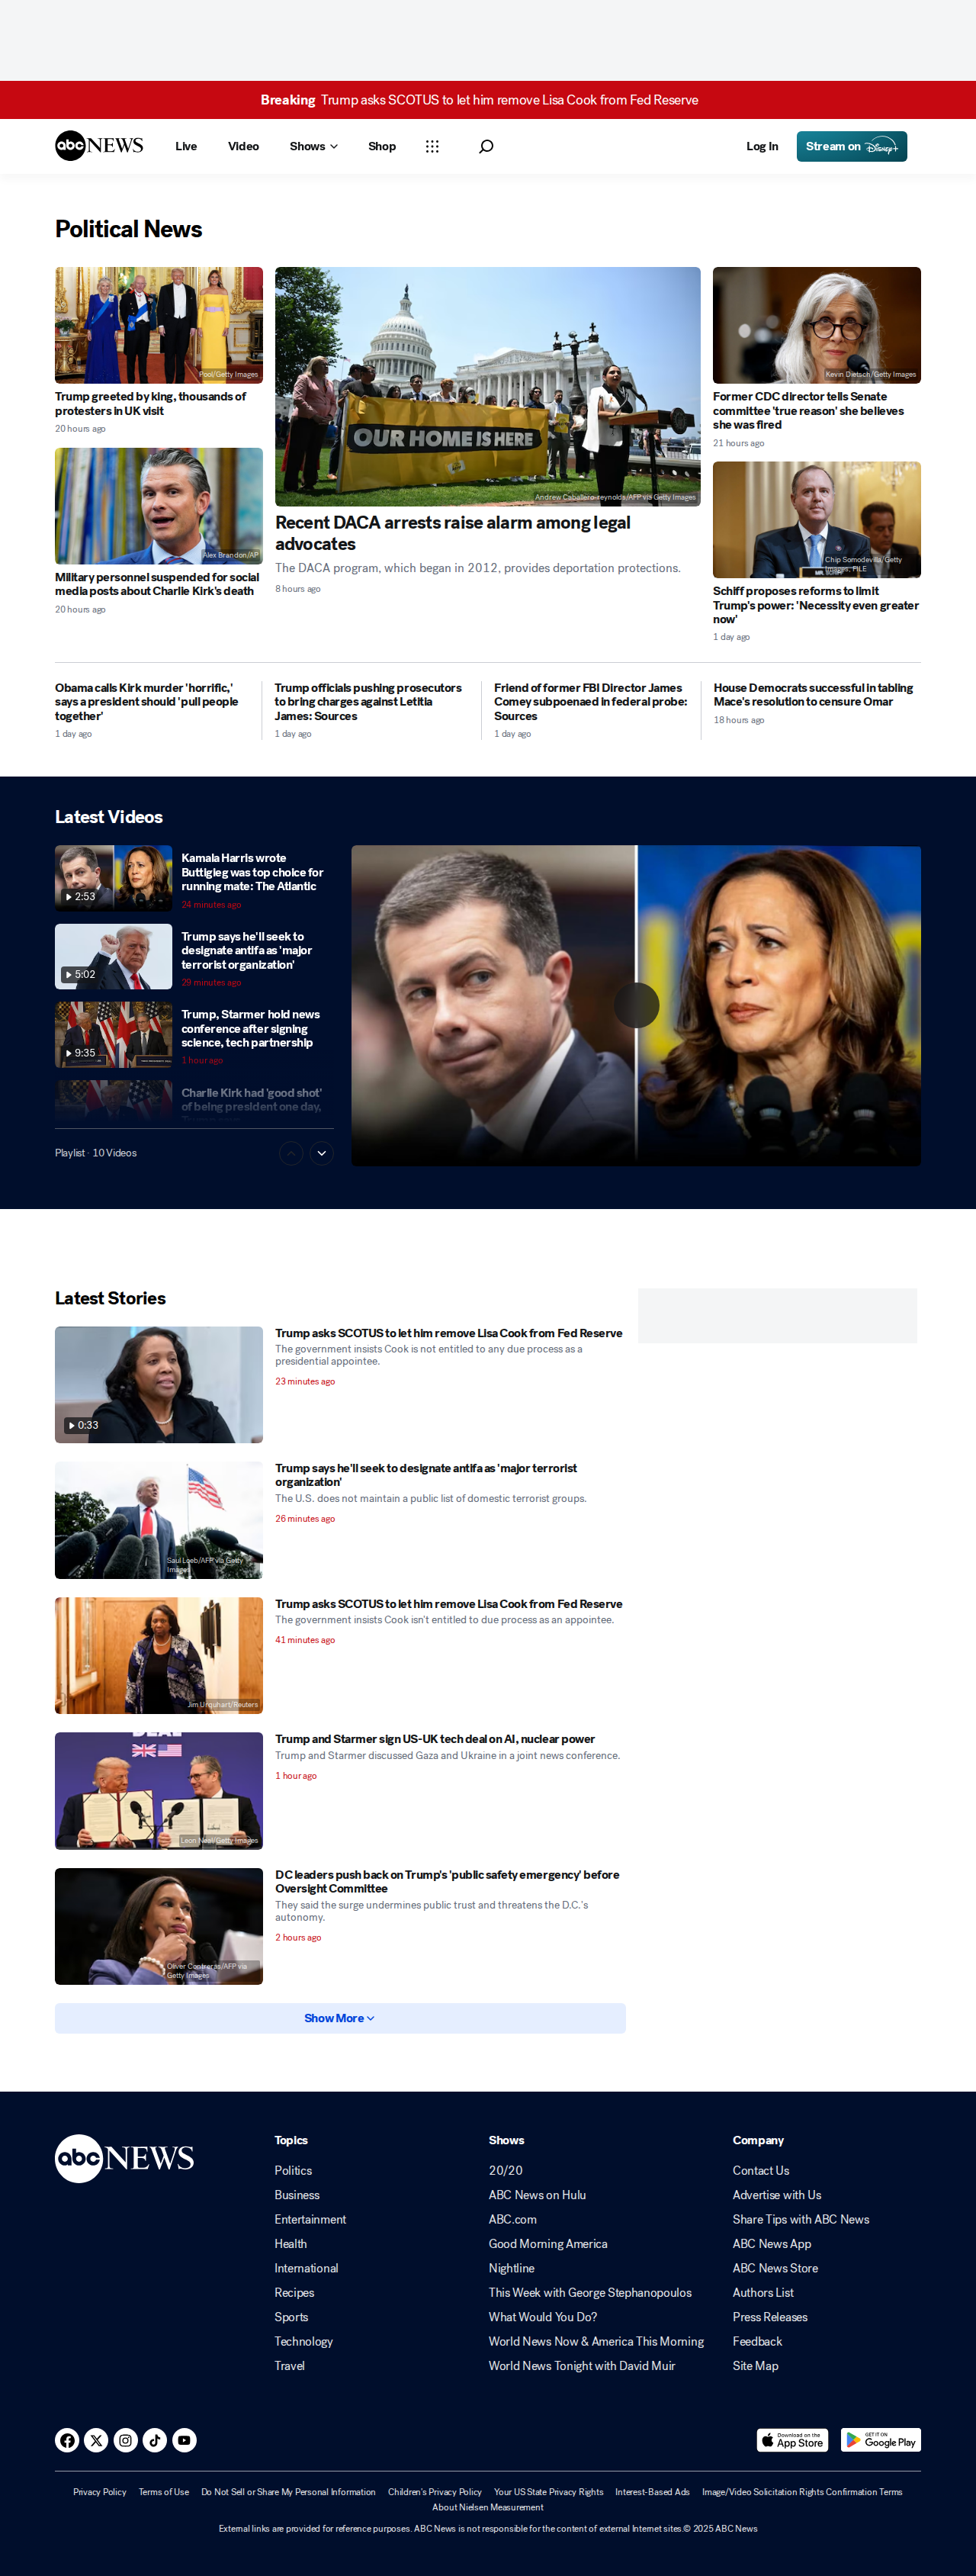 Breaking Trump asks SCOTUS to let him remove Lisa Cook from Fed Reserve
abc NEWS
Live
Video
Shows
Shop
Log In
Stream on Disney+
Political News
Pool/Getty Images
Trump greeted by king, thousands of
protesters in UK visit
20 hours ago
Alex Brandon/AP
Military personnel suspended for social
media posts about Charlie Kirk's death
20 hours ago
OUR HOME IS HERE
Andrew Caballero-reynolds/AFP via Getty Images
Recent DACA arrests raise alarm among legal
advocates
The DACA program, which began in 2012, provides deportation protections.
8 hours ago
Kevin Dietsch/Getty Images
Former CDC director tells Senate
committee 'true reason' she believes
she was fired
21 hours ago
Chip Somodevilla/Getty
Images, FILE
Schiff proposes reforms to limit
Trump's power: 'Necessity even greater
now'
1 day ago
Obama calls Kirk murder 'horrific,'
says a president should 'pull people
together'
1 day ago
Trump officials pushing prosecutors
to bring charges against Letitia
James: Sources
1 day ago
Friend of former FBI Director James
Comey subpoenaed in federal probe:
Sources
1 day ago
House Democrats successful in tabling
Mace's resolution to censure Omar
18 hours ago
Latest Videos
2:53
Kamala Harris wrote
Buttigieg was top choice for
running mate: The Atlantic
24 minutes ago
5:02
Trump says he'll seek to
designate antifa as 'major
terrorist organization'
29 minutes ago
9:35
Trump, Starmer hold news
conference after signing
science, tech partnership
1 hour ago
Charlie Kirk had 'good shot'
of being president one day,
Playlist · 10 Videos
Latest Stories
0:33
Trump asks SCOTUS to let him remove Lisa Cook from Fed Reserve
The government insists Cook is not entitled to any due process as a
presidential appointee.
23 minutes ago
Saul Loeb/AFP via Getty
Images
Trump says he'll seek to designate antifa as 'major terrorist
organization'
The U.S. does not maintain a public list of domestic terrorist groups.
26 minutes ago
Jim Urquhart/Reuters
Trump asks SCOTUS to let him remove Lisa Cook from Fed Reserve
The government insists Cook isn't entitled to due process as an appointee.
41 minutes ago
Leon Neal/Getty Images
Trump and Starmer sign US-UK tech deal on AI, nuclear power
Trump and Starmer discussed Gaza and Ukraine in a joint news conference.
1 hour ago
Oliver Contreras/AFP via
Getty Images
DC leaders push back on Trump's 'public safety emergency' before
Oversight Committee
They said the surge undermines public trust and threatens the D.C.'s
autonomy.
2 hours ago
Show More
abc NEWS
Topics
Politics
Business
Entertainment
Health
International
Recipes
Sports
Technology
Travel
Shows
20/20
ABC News on Hulu
ABC.com
Good Morning America
Nightline
This Week with George Stephanopoulos
What Would You Do?
World News Now & America This Morning
World News Tonight with David Muir
Company
Contact Us
Advertise with Us
Share Tips with ABC News
ABC News App
ABC News Store
Authors List
Press Releases
Feedback
Site Map
Download on the
App Store
GET IT ON
Google Play
Privacy Policy Terms of Use Do Not Sell or Share My Personal Information Children's Privacy Policy Your US State Privacy Rights Interest-Based Ads Image/Video Solicitation Rights Confirmation Terms
About Nielsen Measurement
External links are provided for reference purposes. ABC News is not responsible for the content of external Internet sites.© 2025 ABC News